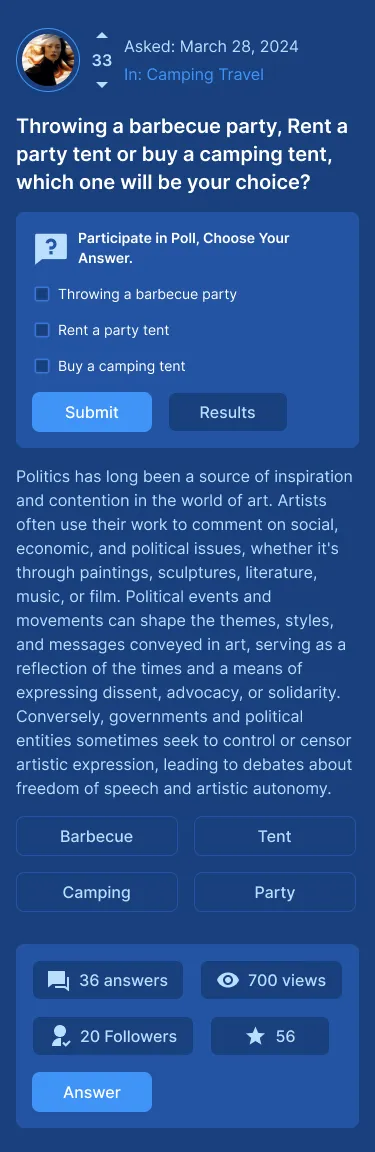 33
Asked: March 28, 2024
In: Camping Travel
Throwing a barbecue party, Rent a
party tent or buy a camping tent,
which one will be your choice?
?
Participate in Poll, Choose Your
Answer.
Throwing a barbecue party
Rent a party tent
Buy a camping tent
Submit
Results
Politics has long been a source of inspiration
and contention in the world of art. Artists
often use their work to comment on social,
economic, and political issues, whether it's
through paintings, sculptures, literature,
music, or film. Political events and
movements can shape the themes, styles,
and messages conveyed in art, serving as a
reflection of the times and a means of
expressing dissent, advocacy, or solidarity.
Conversely, governments and political
entities sometimes seek to control or censor
artistic expression, leading to debates about
freedom of speech and artistic autonomy.
Barbecue
Tent
Camping
Party
36 answers
700 views
20 Followers
56
Answer